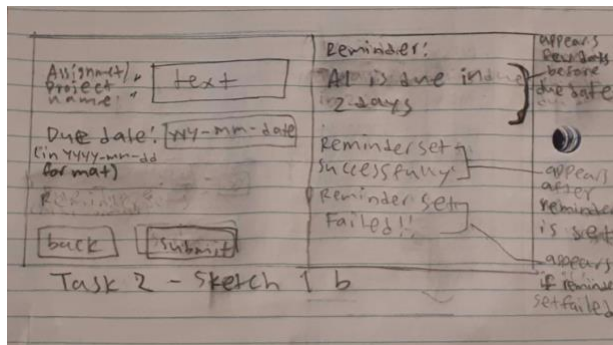 Assignmet/
Project
name:
text
Due date:
(in yyyy-mm-dd
format)
yyy-mm-date
back
submit
Reminder:
A1 is due in
2 days
Reminder set
successfully
Reminder set
Failed!!
appears
few days
before
due date
appears
after
reminder
is sent
appears
if reminder
set failed
Task 2 - Sketch 1 b